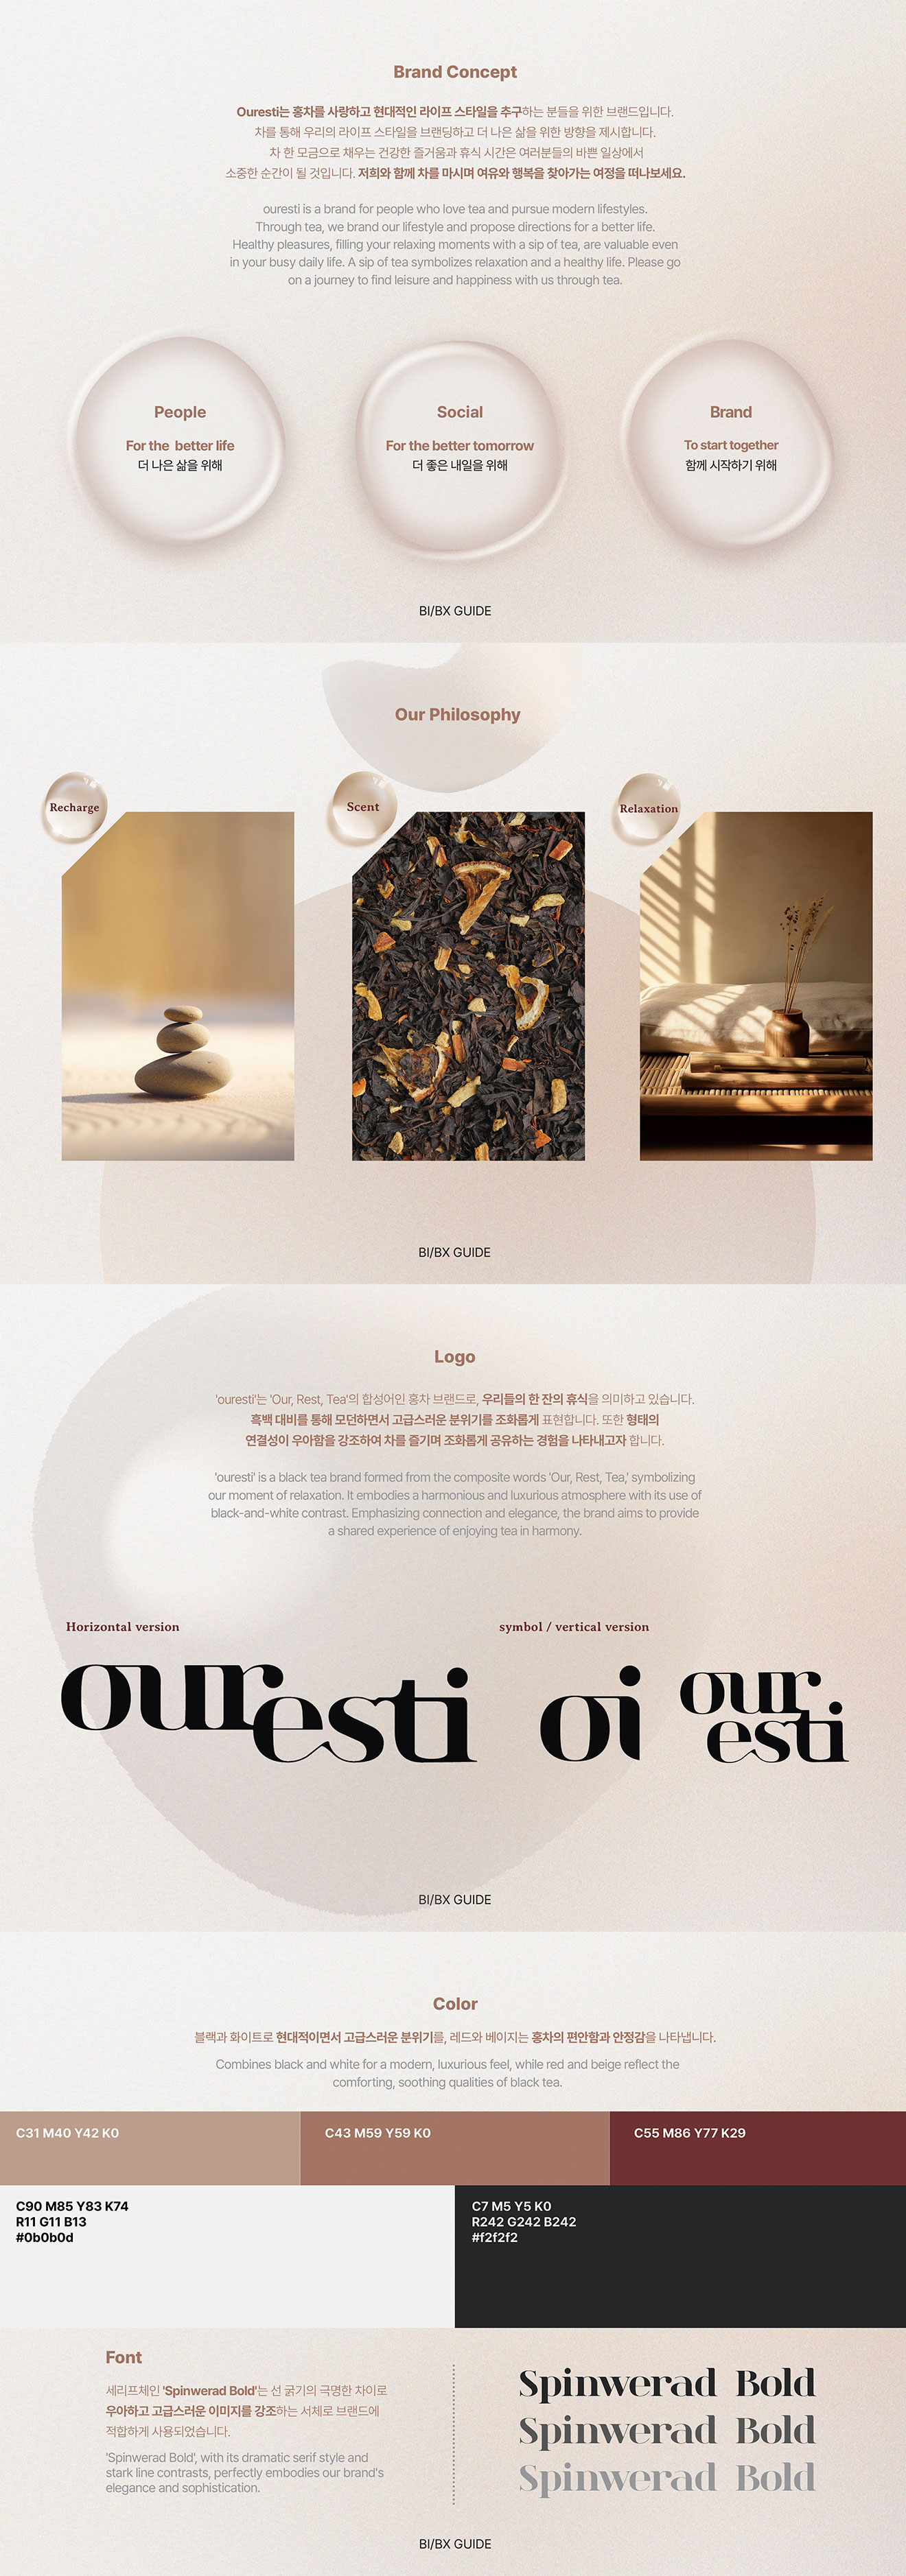 Brand Concept
Ouresti는 홍차를 사랑하고 현대적인 라이프 스타일을 추구하는 분들을 위한 브랜드입니다.
차를 통해 우리의 라이프 스타일을 브랜딩하고 더 나은 삶을 위한 방향을 제시합니다.
차 한 모금으로 채우는 건강한 즐거움과 휴식 시간은 여러분들의 바쁜 일상에서
소중한 순간이 될 것입니다. 저희와 함께 차를 마시며 여유와 행복을 찾아가는 여정을 떠나보세요.
ouresti is a brand for people who love tea and pursue modern lifestyles.
Through tea, we brand our lifestyle and propose directions for a better life.
Healthy pleasures, filling your relaxing moments with a sip of tea, are valuable even
in your busy daily life. A sip of tea symbolizes relaxation and a healthy life. Please go
on a journey to find leisure and happiness with us through tea.
People
For the better life
더 나은 삶을 위해
Social
For the better tomorrow
더 좋은 내일을 위해
Brand
To start together
함께 시작하기 위해
BI/BX GUIDE
Our Philosophy
Recharge
Scent
Relaxation
BI/BX GUIDE
Logo
'ouresti'는 'Our, Rest, Tea'의 합성어인 홍차 브랜드로, 우리들의 한 잔의 휴식을 의미하고 있습니다.
흑백 대비를 통해 모던하면서 고급스러운 분위기를 조화롭게 표현합니다. 또한 형태의
연결성이 우아함을 강조하여 차를 즐기며 조화롭게 공유하는 경험을 나타내고자 합니다.
'ouresti' is a black tea brand formed from the composite words 'Our, Rest, Tea,' symbolizing
our moment of relaxation. It embodies a harmonious and luxurious atmosphere with its use of
black-and-white contrast. Emphasizing connection and elegance, the brand aims to provide
a shared experience of enjoying tea in harmony.
Horizontal version
ouresti
symbol / vertical version
oi
our
esti
BI/BX GUIDE
Color
블랙과 화이트로 현대적이면서 고급스러운 분위기를, 레드와 베이지는 홍차의 편안함과 안정감을 나타냅니다.
Combines black and white for a modern, luxurious feel, while red and beige reflect the
comforting, soothing qualities of black tea.
C31 M40 Y42 K0
C43 M59 Y59 K0
C55 M86 Y77 K29
C90 M85 Y83 K74
R11 G11 B13
#0b0b0d
C7 M5 Y5 K0
R242 G242 B242
#f2f2f2
Font
세리프체인 'Spinwerad Bold'는 선 굵기의 극명한 차이로
우아하고 고급스러운 이미지를 강조하는 서체로 브랜드에
적합하게 사용되었습니다.
'Spinwerad Bold', with its dramatic serif style and
stark line contrasts, perfectly embodies our brand's
elegance and sophistication.
Spinwerad Bold
Spinwerad Bold
Spinwerad Bold
BI/BX GUIDE